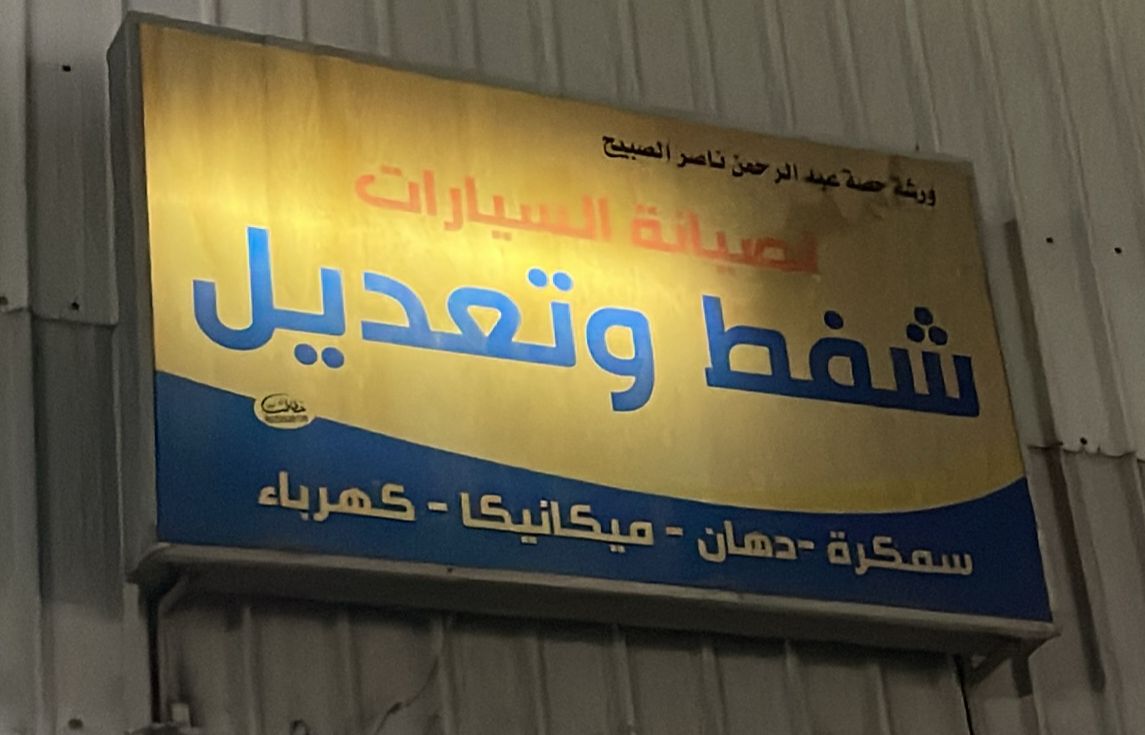 ورشة حصة عبد الرحمن ناصر الصبيح
لصيانة السيارات
شفط وتعديل
سمكرة - دهان - ميكانيكا - كهرباء